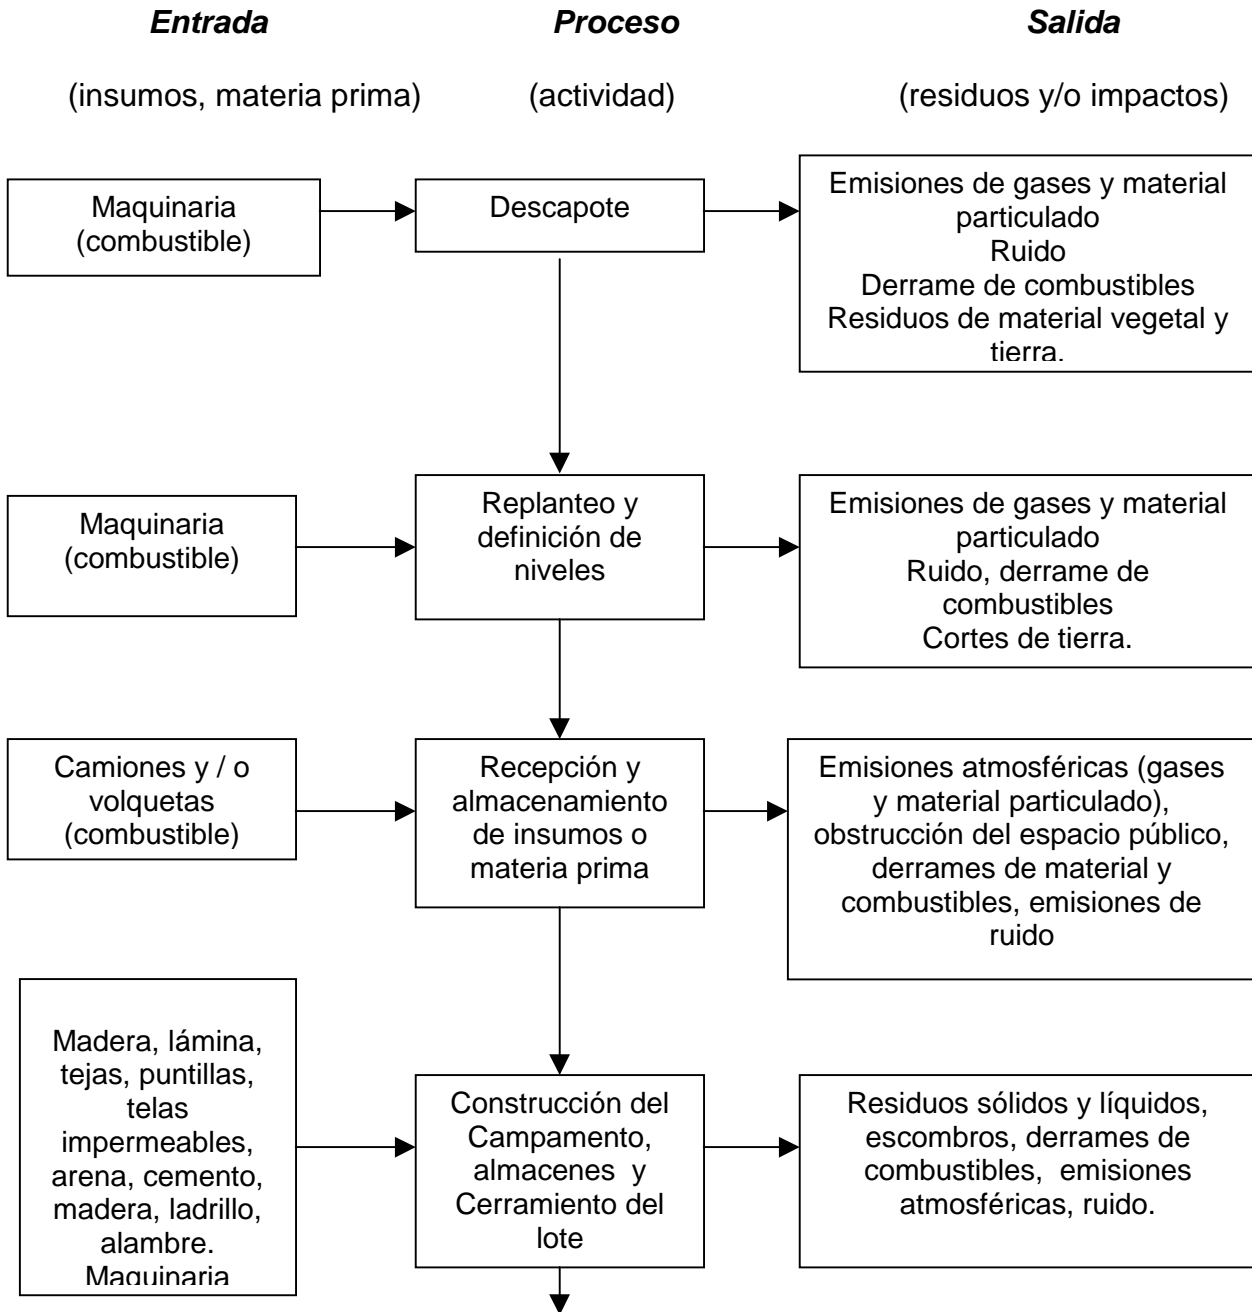 Entrada Proceso Salida
(insumos, materia prima) (actividad) (residuos y/o impactos)
Maquinaria
(combustible)
Descapote
Emisiones de gases y material
particulado
Ruido
Derrame de combustibles
Residuos de material vegetal y
tierra.
Maquinaria
(combustible)
Replanteo y
definición de
niveles
Emisiones de gases y material
particulado
Ruido, derrame de
combustibles
Cortes de tierra.
Camiones y / o
volquetas
(combustible)
Recepción y
almacenamiento
de insumos o
materia prima
Emisiones atmosféricas (gases
y material particulado),
obstrucción del espacio público,
derrames de material y
combustibles, emisiones de
ruido
Madera, lámina,
tejas, puntillas,
telas
impermeables,
arena, cemento,
madera, ladrillo,
alambre.
Maquinaria
Construcción del
Campamento,
almacenes y
Cerramiento del
lote
Residuos sólidos y líquidos,
escombros, derrames de
combustibles, emisiones
atmosféricas, ruido.